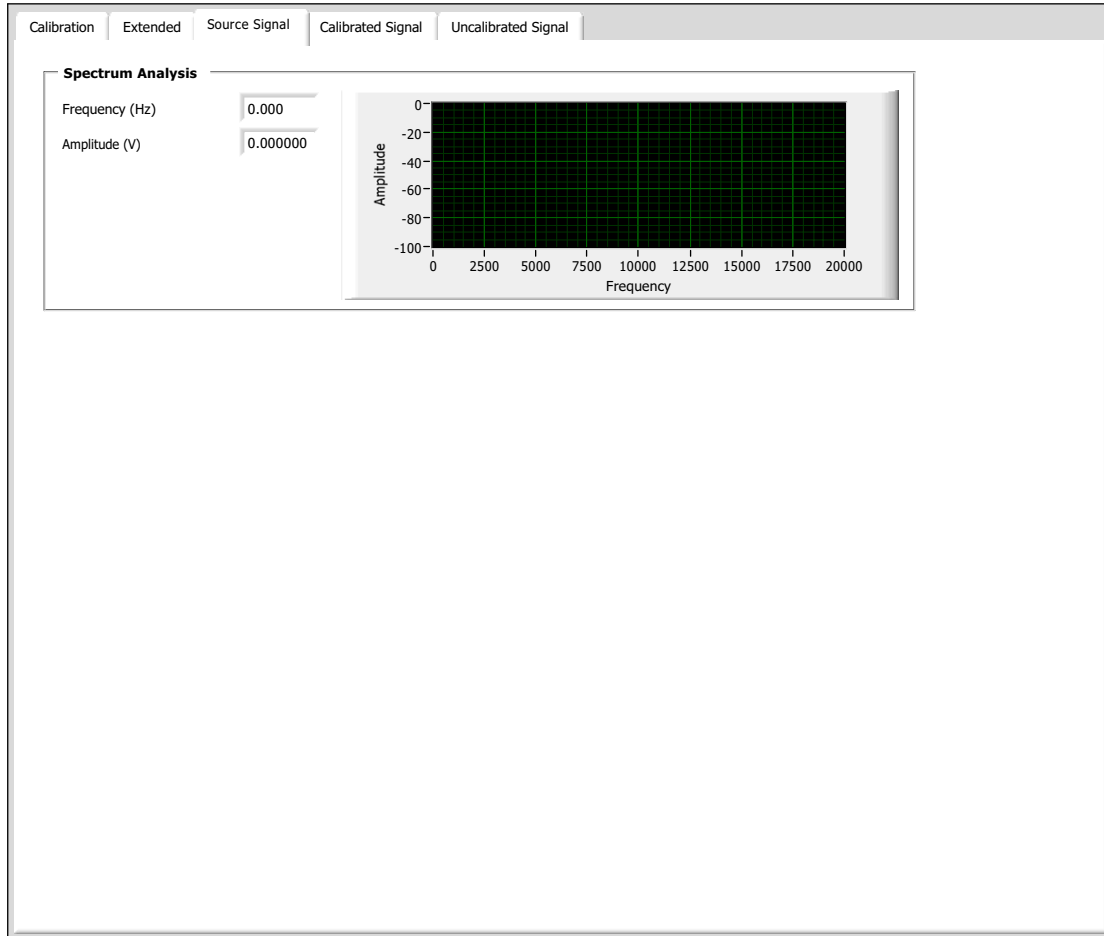 Calibration Extended Source Signal Calibrated Signal Uncalibrated Signal
Spectrum Analysis
Frequency (Hz) 0.000
Amplitude (V) 0.000000
Amplitude
0
-20
-40
-60
-80
-100
0 2500 5000 7500 10000 12500 15000 17500 20000
Frequency